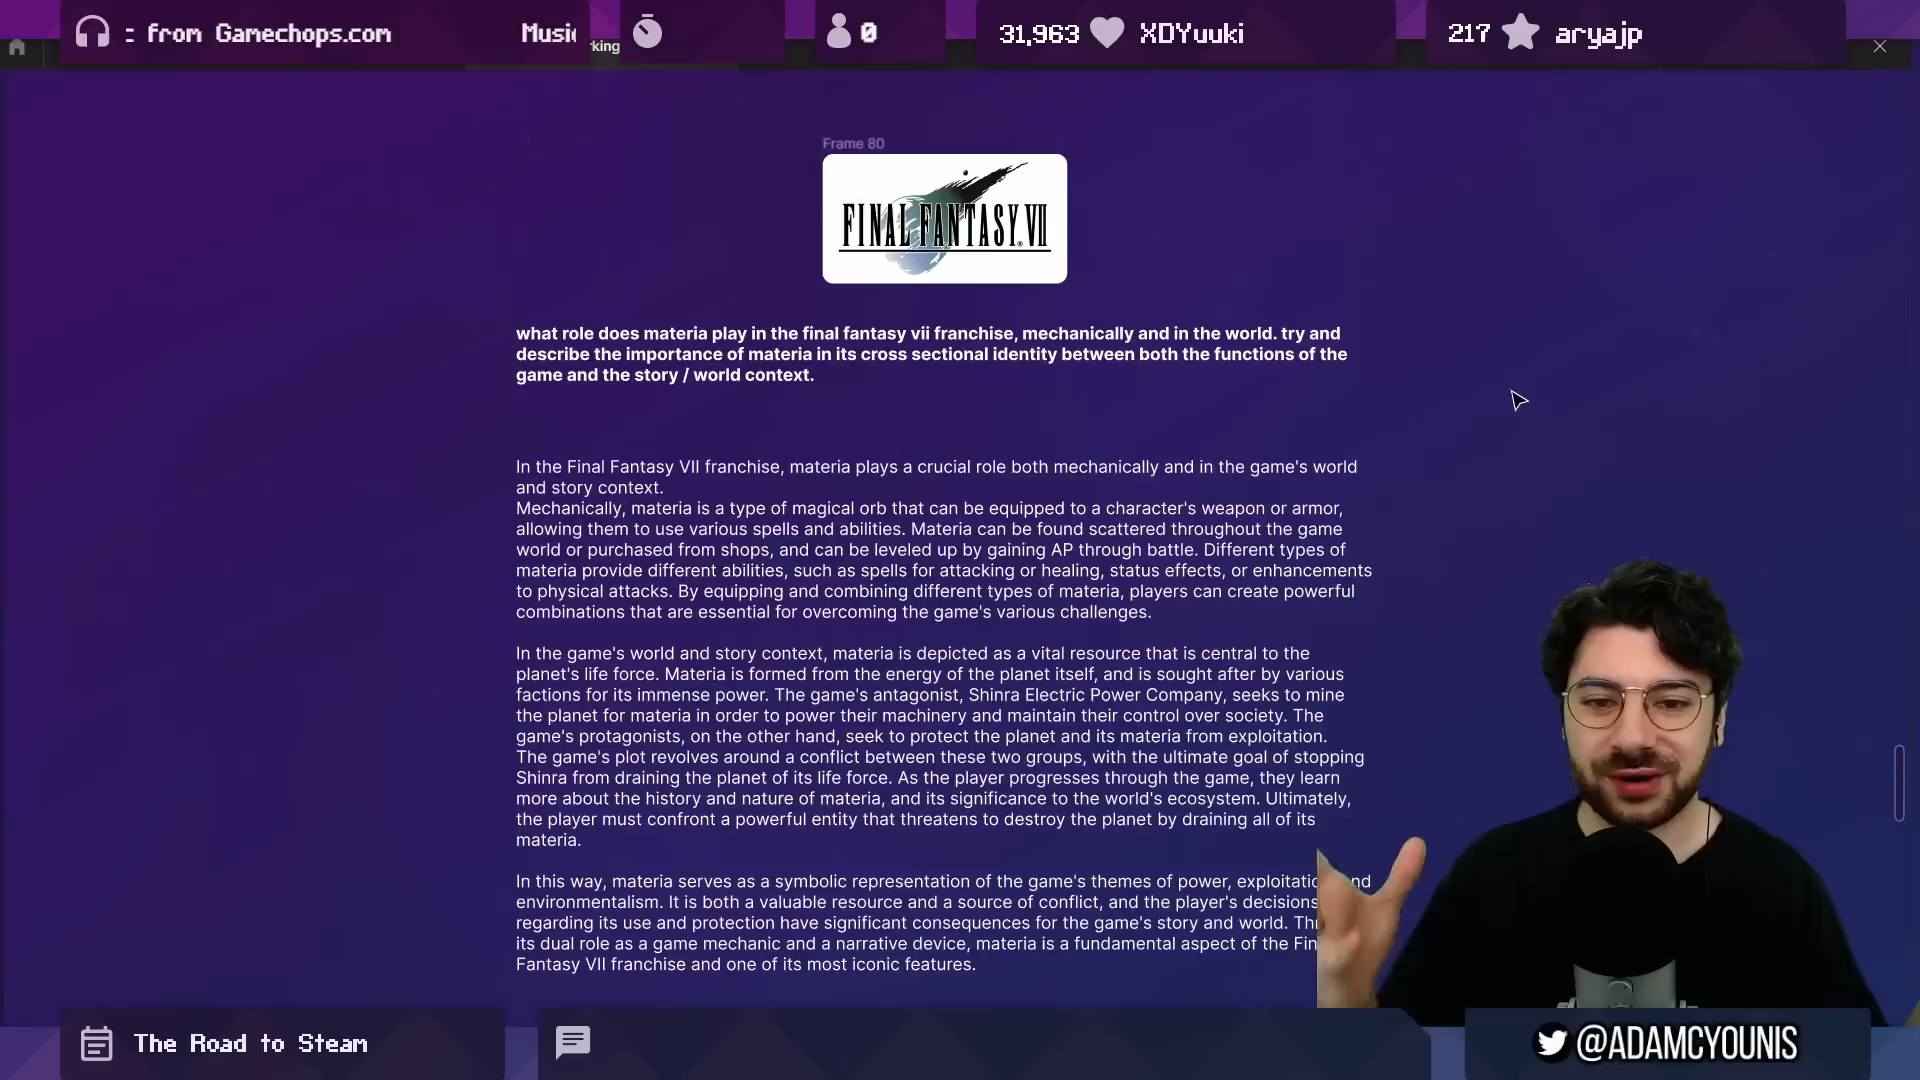 : from Gamechops.com
Music
rking
0
31,963 XDYuuki
217 aryajp
Frame 80
FINAL FANTASY VII
what role does materia play in the final fantasy vii franchise, mechanically and in the world. try and
describe the importance of materia in its cross sectional identity between both the functions of the
game and the story / world context.
In the Final Fantasy VII franchise, materia plays a crucial role both mechanically and in the game's world
and story context.
Mechanically, materia is a type of magical orb that can be equipped to a character's weapon or armor,
allowing them to use various spells and abilities. Materia can be found scattered throughout the game
world or purchased from shops, and can be leveled up by gaining AP through battle. Different types of
materia provide different abilities, such as spells for attacking or healing, status effects, or enhancements
to physical attacks. By equipping and combining different types of materia, players can create powerful
combinations that are essential for overcoming the game's various challenges.
In the game's world and story context, materia is depicted as a vital resource that is central to the
planet's life force. Materia is formed from the energy of the planet itself, and is sought after by various
factions for its immense power. The game's antagonist, Shinra Electric Power Company, seeks to mine
the planet for materia in order to power their machinery and maintain their control over society. The
game's protagonists, on the other hand, seek to protect the planet and its materia from exploitation.
The game's plot revolves around a conflict between these two groups, with the ultimate goal of stopping
Shinra from draining the planet of its life force. As the player progresses through the game, they learn
more about the history and nature of materia, and its significance to the world's ecosystem. Ultimately,
the player must confront a powerful entity that threatens to destroy the planet by draining all of its
materia.
In this way, materia serves as a symbolic representation of the game's themes of power, exploitatio nd
environmentalism. It is both a valuable resource and a source of conflict, and the player's decisions
regarding its use and protection have significant consequences for the game's story and world. Th
its dual role as a game mechanic and a narrative device, materia is a fundamental aspect of the Fin
Fantasy VII franchise and one of its most iconic features.
The Road to Steam
@ADAMCYOUNIS